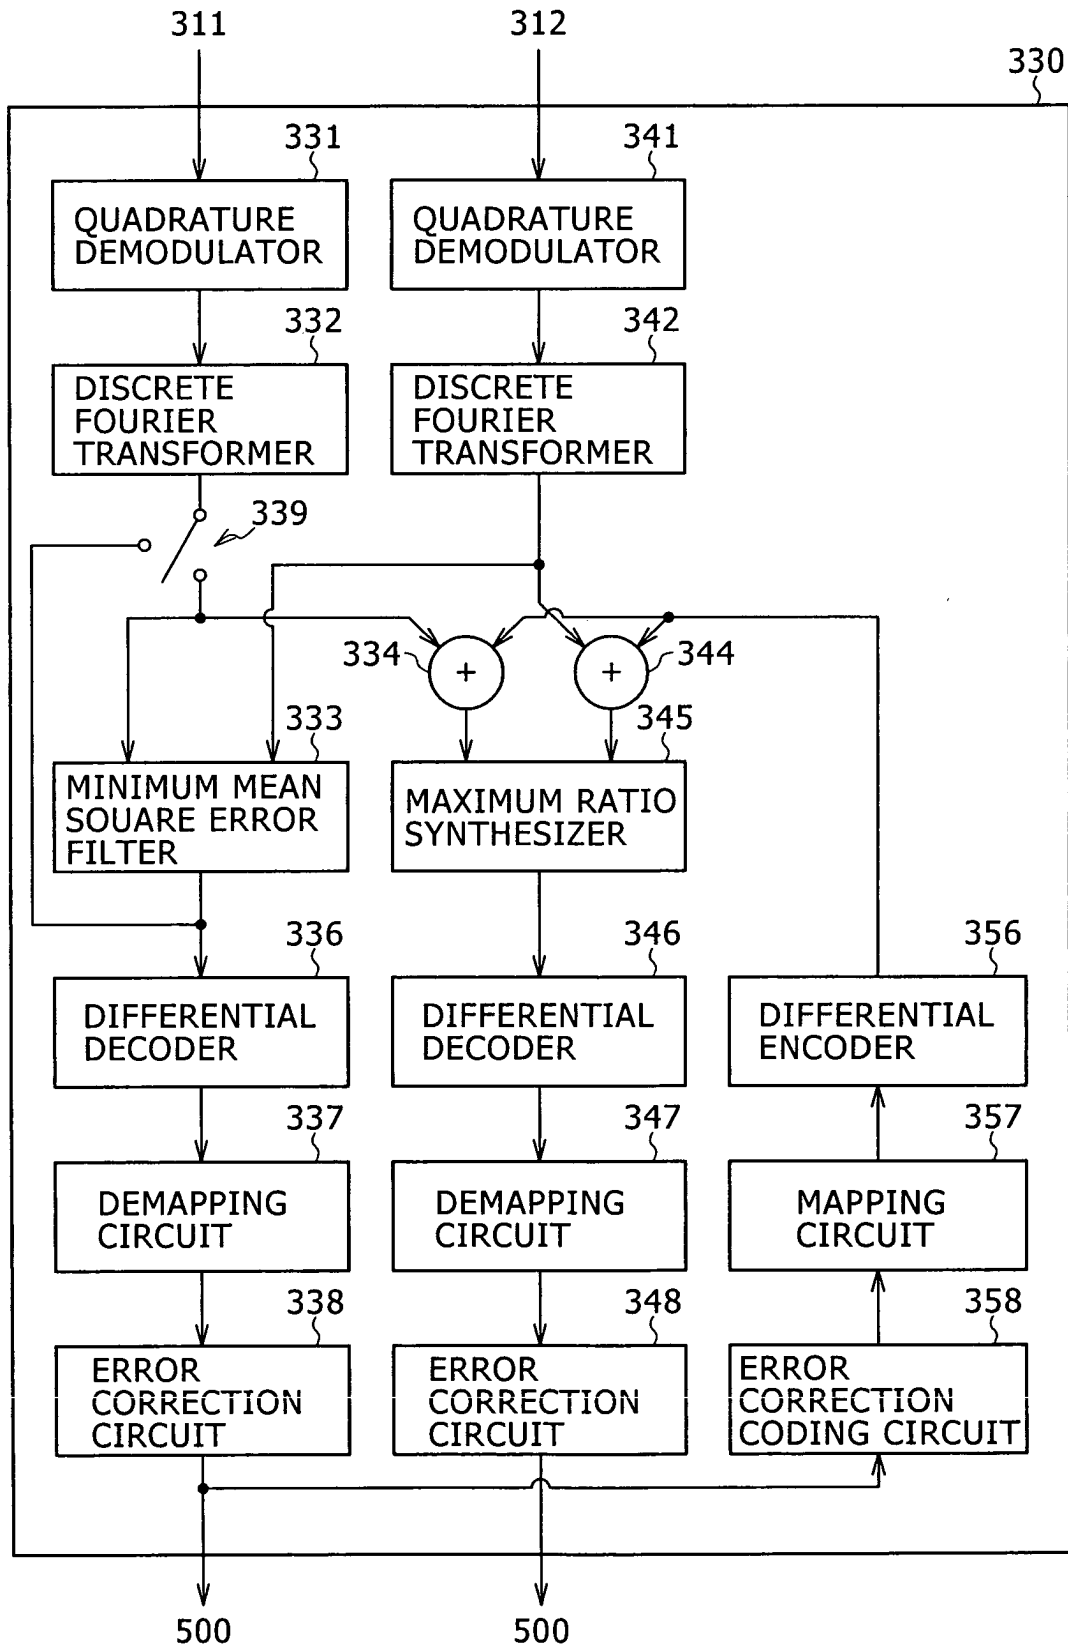 311
312
330
331
341
QUADRATURE
DEMODULATOR
QUADRATURE
DEMODULATOR
332
342
DISCRETE
FOURIER
TRANSFORMER
DISCRETE
FOURIER
TRANSFORMER
339
334
+
+
344
333
345
MINIMUM MEAN
SQUARE ERROR
FILTER
MAXIMUM RATIO
SYNTHESIZER
336
346
356
DIFFERENTIAL
DECODER
DIFFERENTIAL
DECODER
DIFFERENTIAL
ENCODER
337
347
357
DEMAPPING
CIRCUIT
DEMAPPING
CIRCUIT
MAPPING
CIRCUIT
338
348
358
ERROR
CORRECTION
CIRCUIT
ERROR
CORRECTION
CIRCUIT
ERROR
CORRECTION
CODING CIRCUIT
500
500